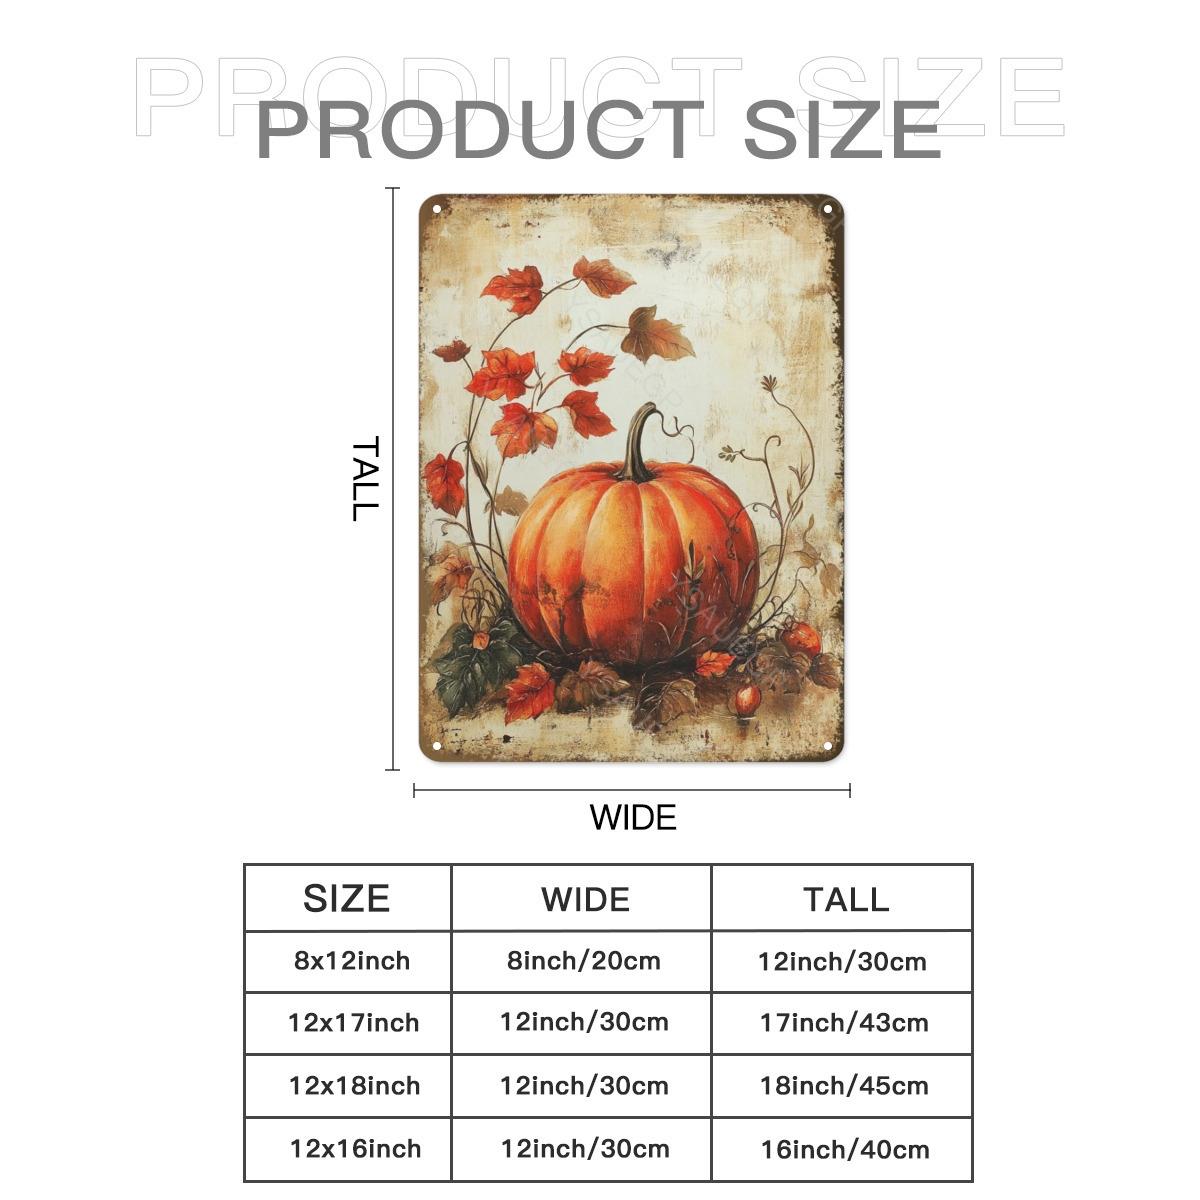 PRODUCT SIZE
PRODUCT SIZE
TALL
WIDE
SIZE WIDE TALL
8x12inch 8inch/20cm 12inch/30cm
12x17inch 12inch/30cm 17inch/43cm
12x18inch 12inch/30cm 18inch/45cm
12x16inch 12inch/30cm 16inch/40cm